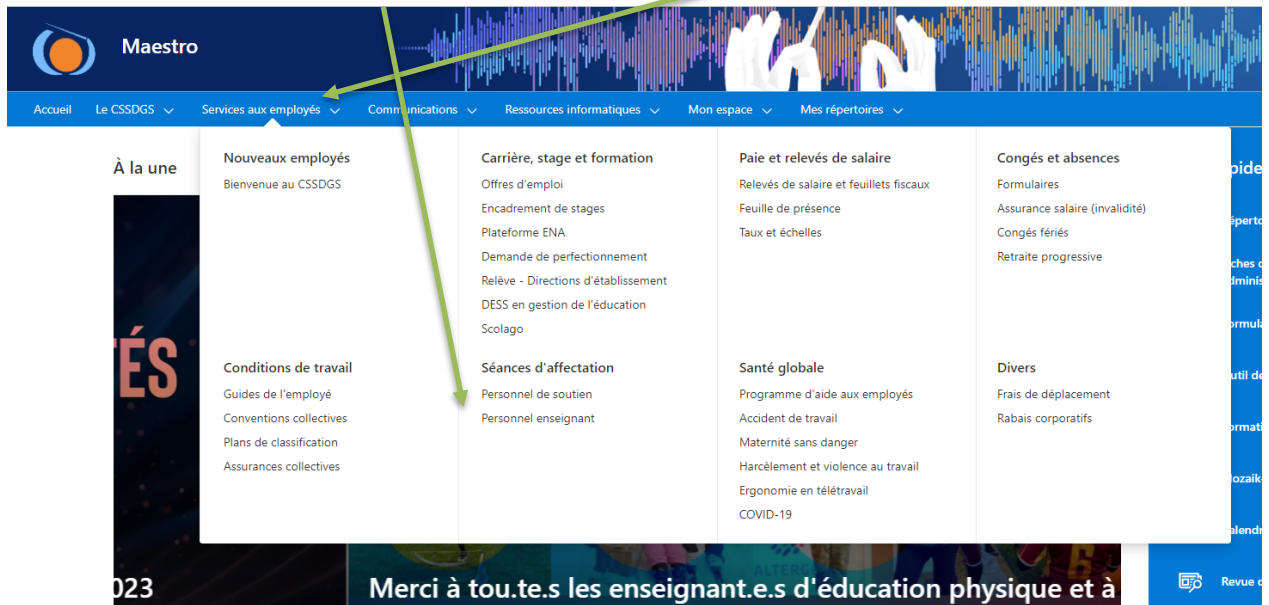 Maestro
Accueil Le CSSDGS Services aux employés Communications Ressources informatiques Mon espace Mes répertoires
À la une
Nouveaux employés
Bienvenue au CSSDGS
Carrière, stage et formation
Offres d'emploi
Encadrement de stages
Plateforme ENA
Demande de perfectionnement
Relève - Directions d'établissement
DESS en gestion de l'éducation
Scolago
Paie et relevés de salaire
Relevés de salaire et feuillets fiscaux
Feuille de présence
Taux et échelles
Congés et absences
Formulaires
Assurance salaire (invalidité)
Congés fériés
Retraite progressive
Conditions de travail
Guides de l'employé
Conventions collectives
Plans de classification
Assurances collectives
Séances d'affectation
Personnel de soutien
Personnel enseignant
Santé globale
Programme d'aide aux employés
Accident de travail
Maternité sans danger
Harcèlement et violence au travail
Ergonomie en télétravail
COVID-19
Divers
Frais de déplacement
Rabais corporatifs
ÉS
2023
Merci à tou.te.s les enseignant.e.s d'éducation physique et à
Revue d